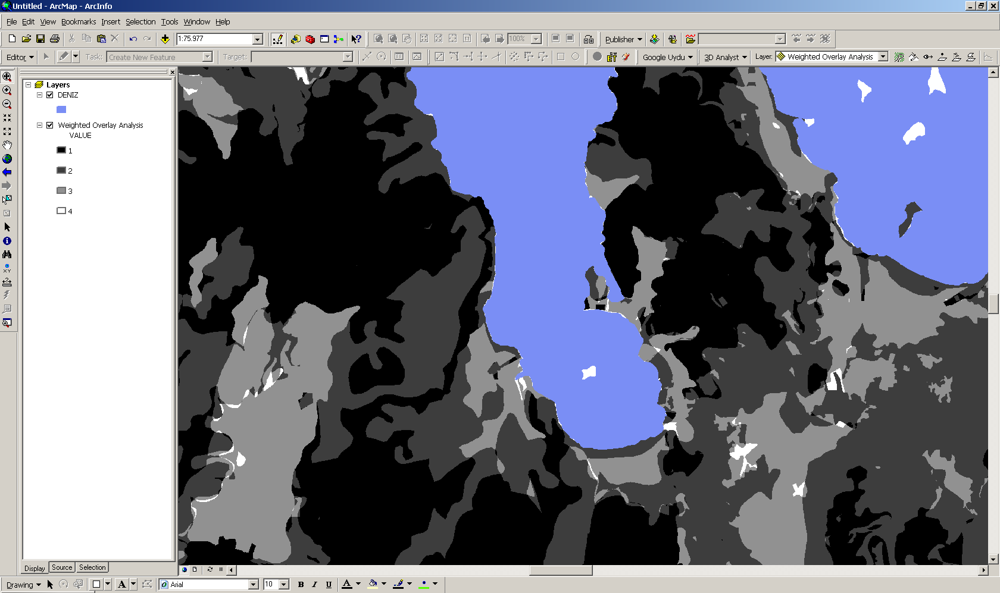 Untitled - ArcMap - ArcInfo
File Edit View Bookmarks Insert Selection Tools Window Help
1:75.977 100% Publisher
Editor Task: Create New Feature Target: ET Google Uydu 3D Analyst Layer: Weighted Overlay Analysis
Layers
DENIZ
Weighted Overlay Analysis
VALUE
1
2
3
4
XY
Display Source Selection
Drawing A Arial 10 B I U A